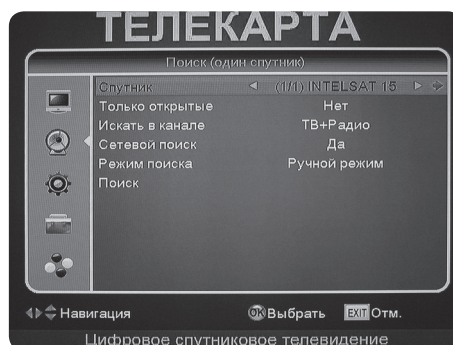 ТЕЛЕКАРТА
Поиск (один спутник)
Спутник (1/1) INTELSAT 15
Только открытые Нет
Искать в канале ТВ+Радио
Сетевой поиск Да
Режим поиска Ручной режим
Поиск
Навигация OK Выбрать EXIT Отм.
Цифровое спутниковое телевидение